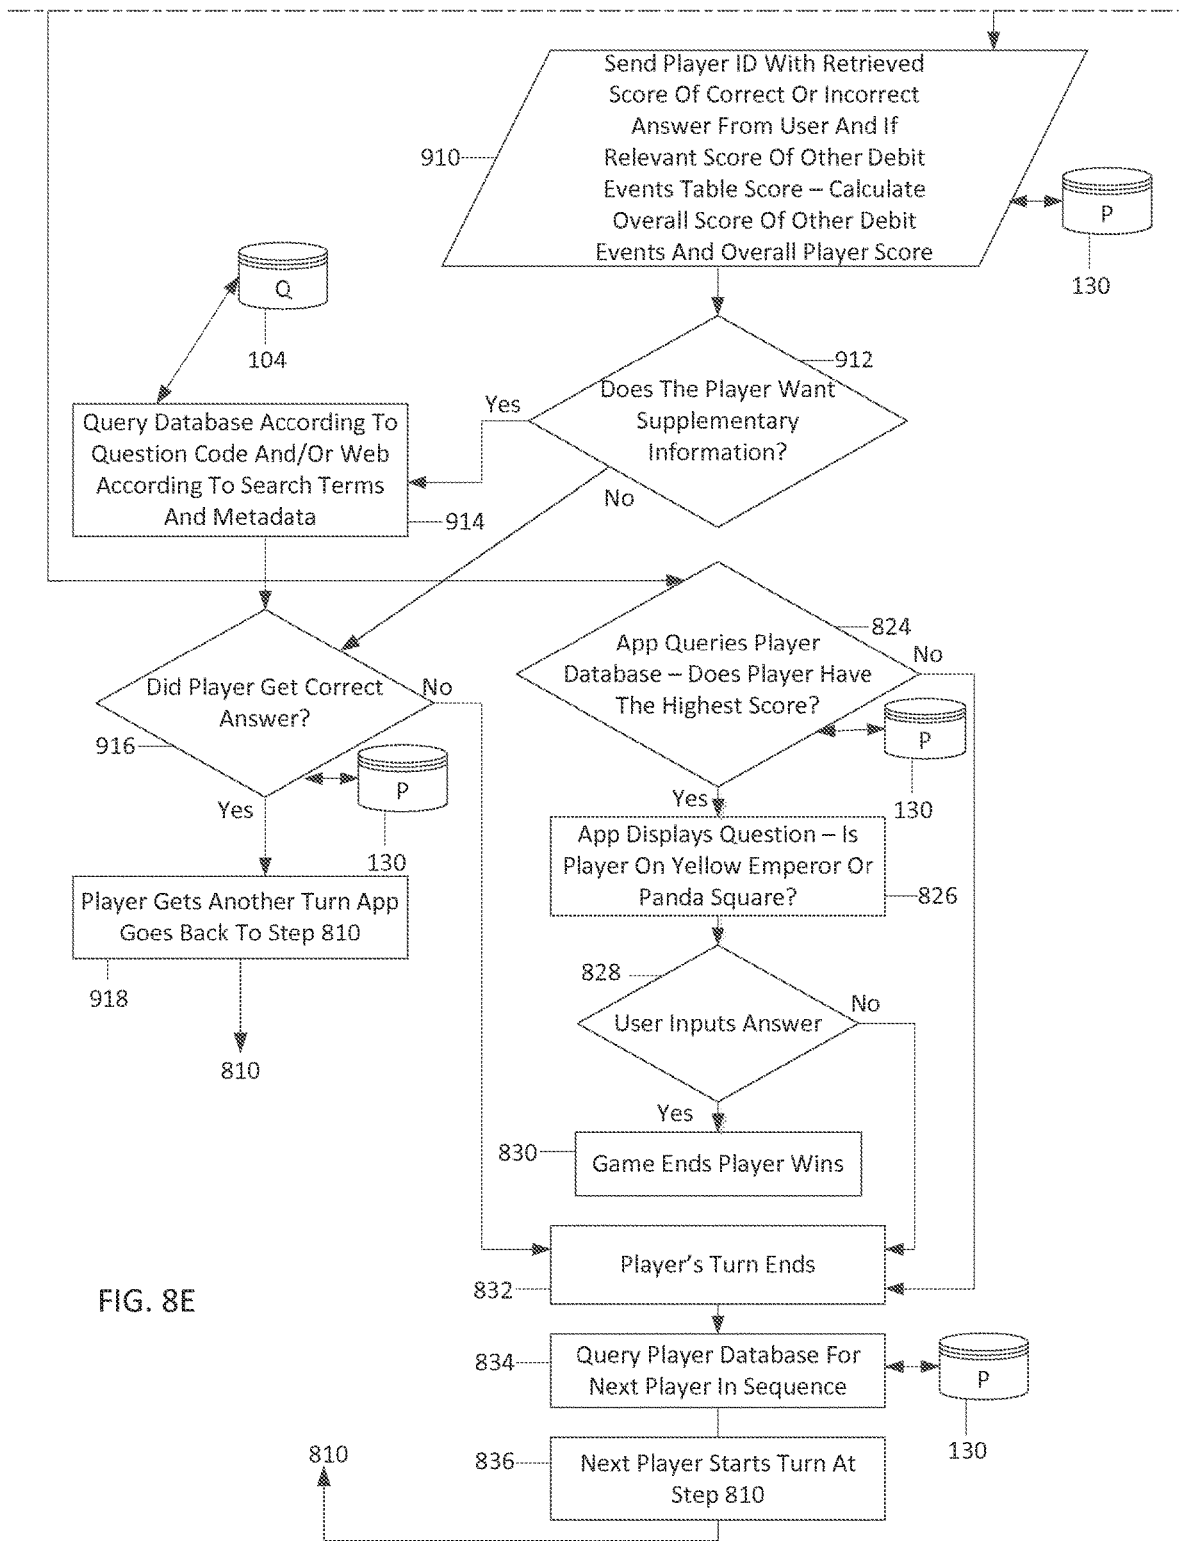 Send Player ID With Retrieved
Score Of Correct Or Incorrect
Answer From User And If
Relevant Score Of Other Debit
Events Table Score – Calculate
Overall Score Of Other Debit
Events And Overall Player Score
910
P
130
Q
104
912
Does The Player Want
Supplementary
Information?
Yes
No
Query Database According To
Question Code And/Or Web
According To Search Terms
And Metadata
914
824
App Queries Player
Database – Does Player Have
The Highest Score?
No
P
130
Yes
Did Player Get Correct
Answer?
No
916
P
130
Yes
Player Gets Another Turn App
Goes Back To Step 810
918
810
App Displays Question – Is
Player On Yellow Emperor Or
Panda Square?
826
828
User Inputs Answer
No
Yes
830
Game Ends Player Wins
Player's Turn Ends
832
FIG. 8E
834
Query Player Database For
Next Player In Sequence
P
130
836
Next Player Starts Turn At
Step 810
810